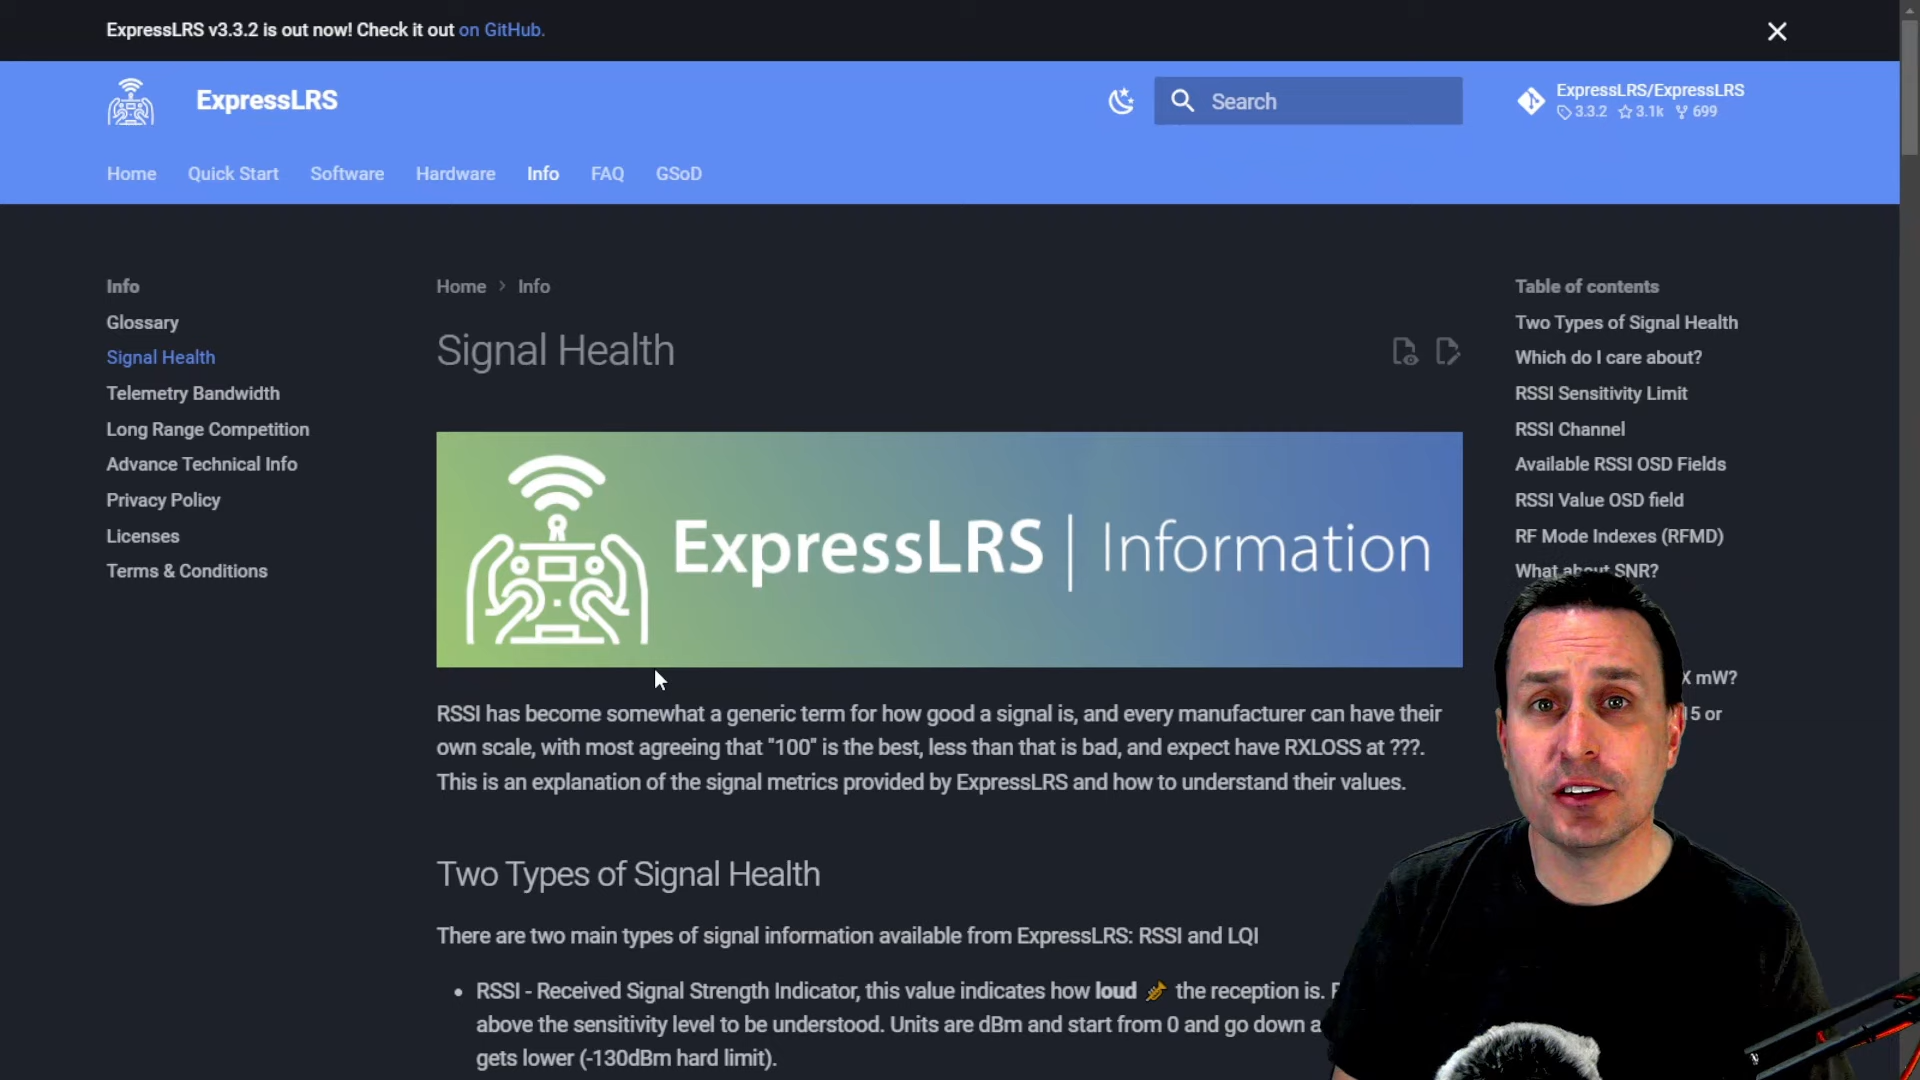 ExpressLRS v3.3.2 is out now! Check it out on GitHub.
ExpressLRS
Search
ExpressLRS/ExpressLRS
3.3.2 3.1k 699
Home Quick Start Software Hardware Info FAQ GSoD
Info
Glossary
Signal Health
Telemetry Bandwidth
Long Range Competition
Advance Technical Info
Privacy Policy
Licenses
Terms & Conditions
Home Info
Signal Health
ExpressLRS | Information
RSSI has become somewhat a generic term for how good a signal is, and every manufacturer can have their
own scale, with most agreeing that "100" is the best, less than that is bad, and expect have RXLOSS at ???.
This is an explanation of the signal metrics provided by ExpressLRS and how to understand their values.
Two Types of Signal Health
There are two main types of signal information available from ExpressLRS: RSSI and LQI
• RSSI - Received Signal Strength Indicator, this value indicates how loud 🎺 the reception is.
above the sensitivity level to be understood. Units are dBm and start from 0 and go down a
gets lower (-130dBm hard limit).
Table of contents
Two Types of Signal Health
Which do I care about?
RSSI Sensitivity Limit
RSSI Channel
Available RSSI OSD Fields
RSSI Value OSD field
RF Mode Indexes (RFMD)
What about SNR?
X mW?
15 or